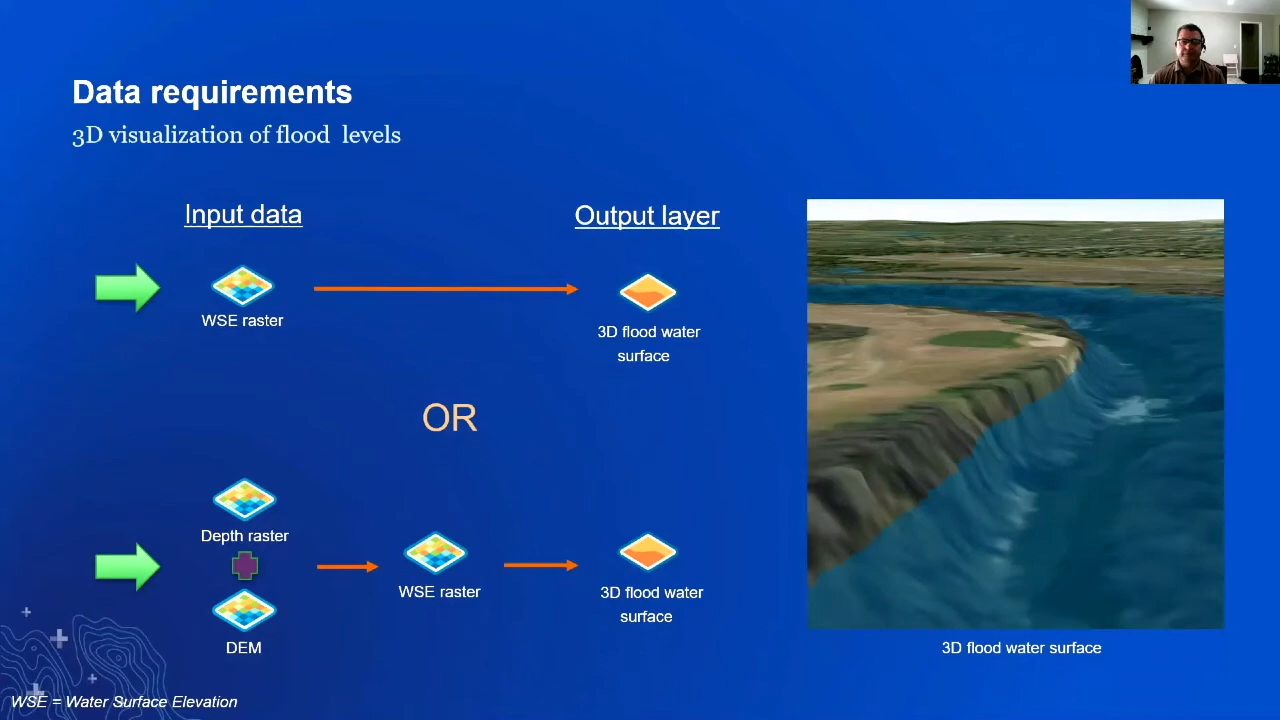 Data requirements
3D visualization of flood levels
Input data
Output layer
WSE raster
3D flood water
surface
OR
Depth raster
DEM
WSE raster
3D flood water
surface
3D flood water surface
WSE = Water Surface Elevation